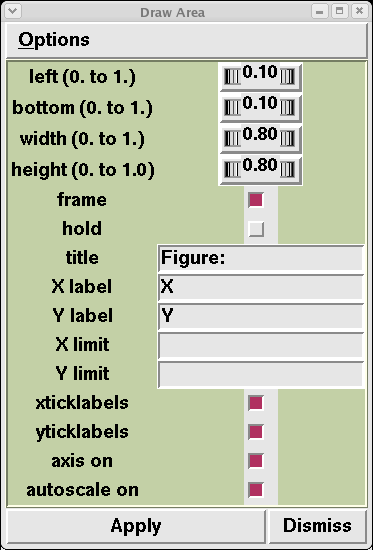 Draw Area
Options
left (0. to 1.) 0.10
bottom (0. to 1.) 0.10
width (0. to 1.) 0.80
height (0. to 1.0) 0.80
frame
hold
title Figure:
X label X
Y label Y
X limit
Y limit
xticklabels
yticklabels
axis on
autoscale on
Apply Dismiss